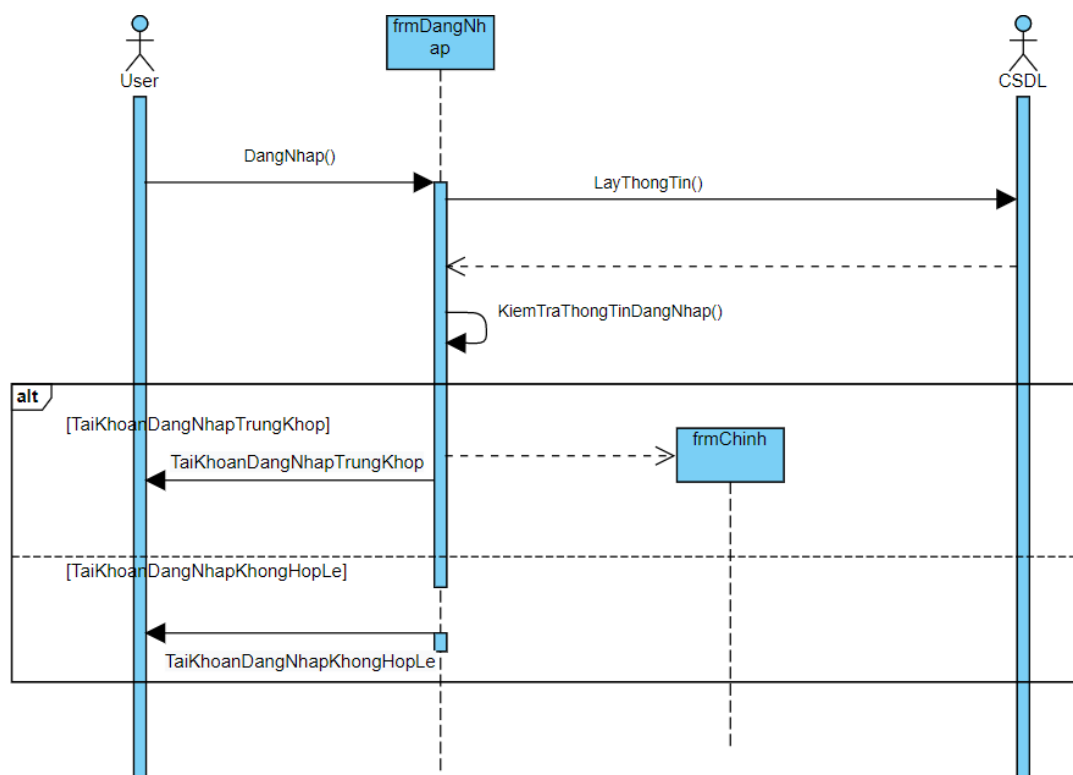 frmDangNh
ap
User
CSDL
DangNhap()
LayThongTin()
KiemTraThongTinDangNhap()
alt
[TaiKhoanDangNhapTrungKhop]
frmChinh
TaiKhoanDangNhapTrungKhop
[TaiKhoanDangNhapKhongHopLe]
TaiKhoanDangNhapKhongHopLe